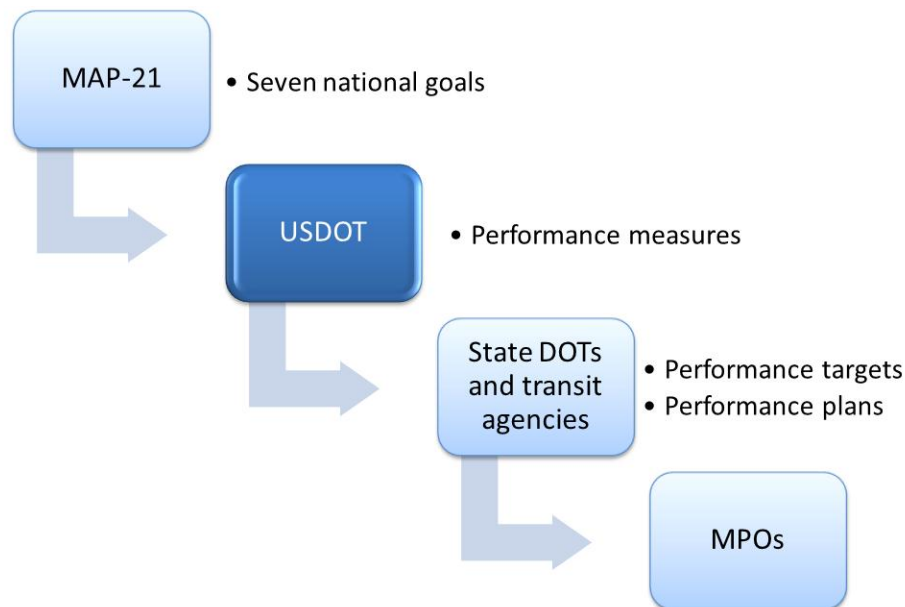 MAP-21
• Seven national goals
USDOT
• Performance measures
State DOTs
and transit
agencies
• Performance targets
• Performance plans
MPOs